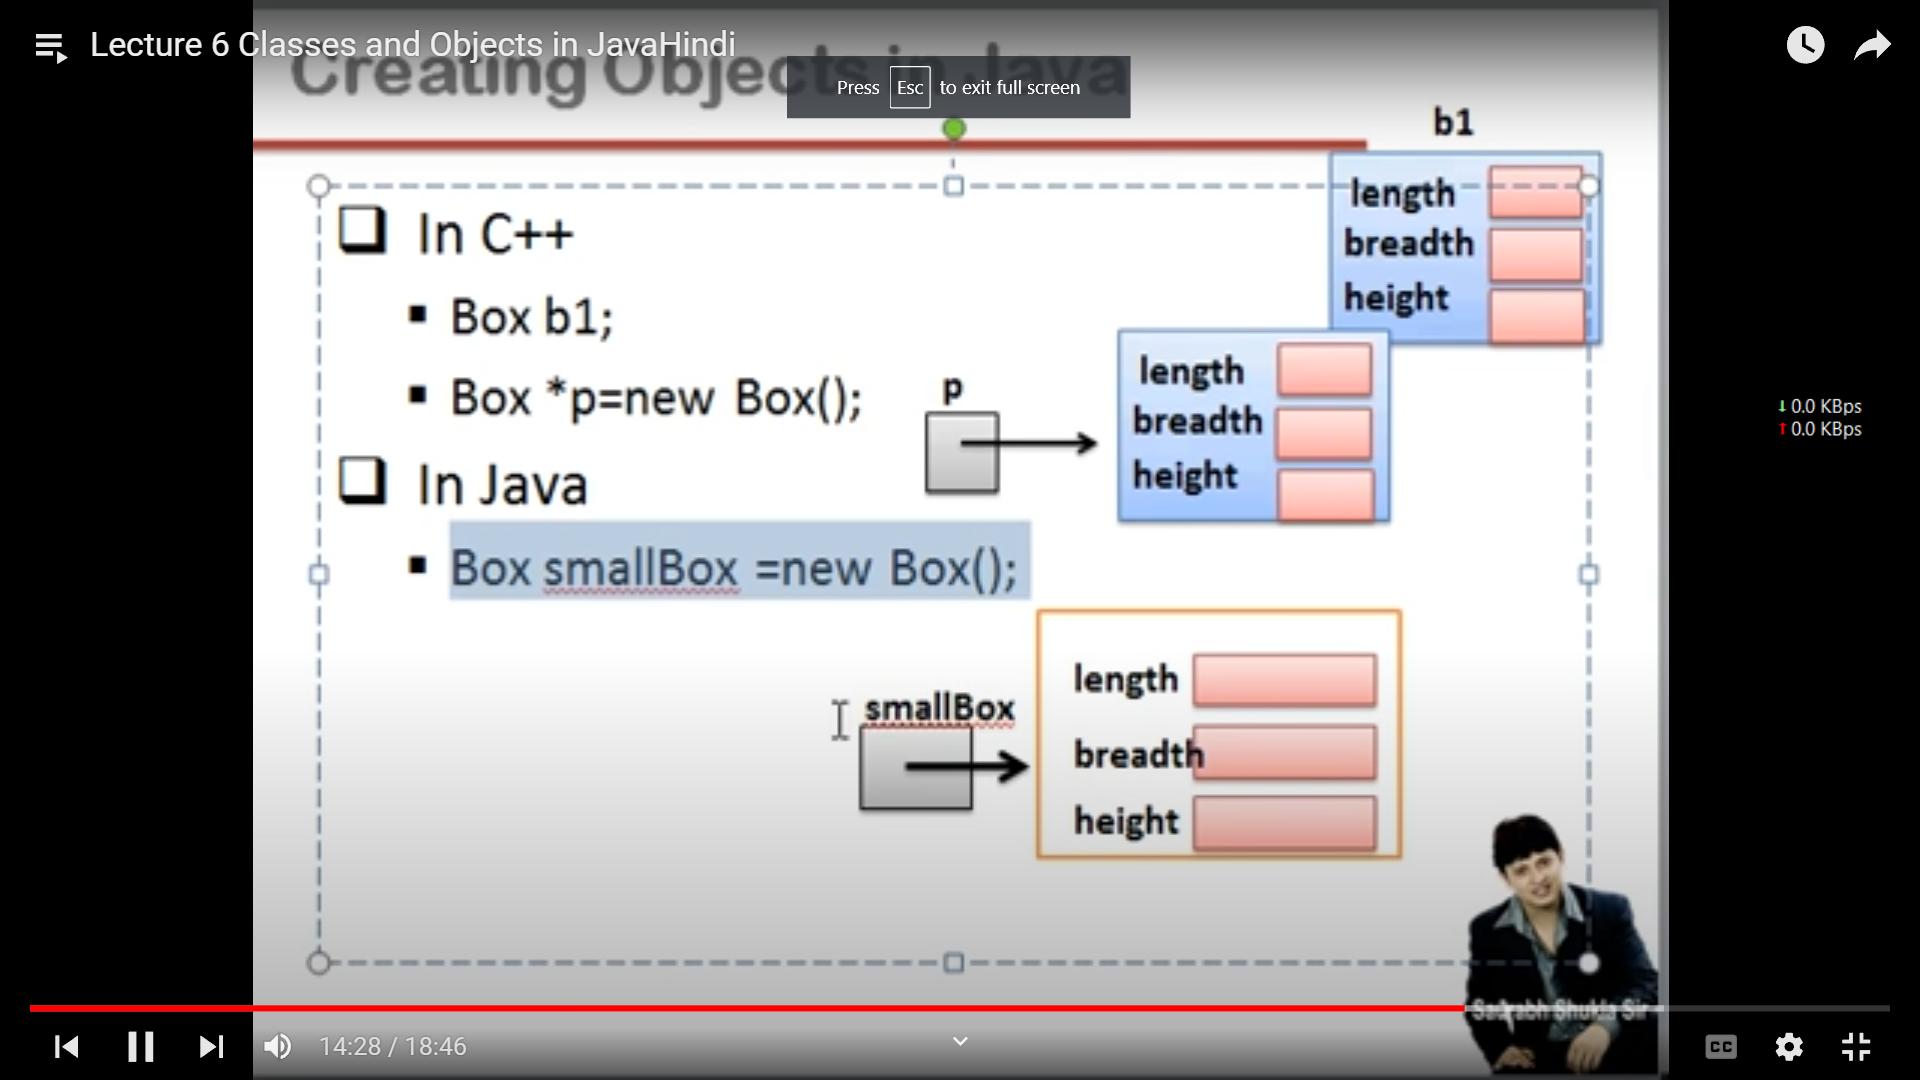 Lecture 6 Classes and Objects in JavaHindi
Creating Objects in Java
Press Esc to exit full screen
b1
length
breadth
height
In C++
Box b1;
Box *p=new Box();
p
length
breadth
height
In Java
Box smallBox =new Box();
smallBox
length
breadth
height
↓ 0.0 KBps
↑ 0.0 KBps
Saurabh Shukla Sir
14:28 / 18:46
CC